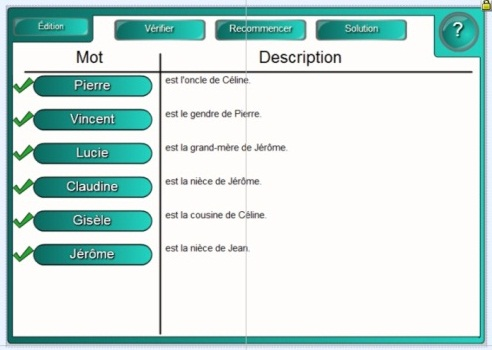 Édition
Vérifier
Recommencer
Solution
?
Mot
Description
Pierre
est l'oncle de Céline.
Vincent
est le gendre de Pierre.
Lucie
est la grand-mère de Jérôme.
Claudine
est la nièce de Jérôme.
Gisèle
est la cousine de Céline.
Jérôme
est la nièce de Jean.